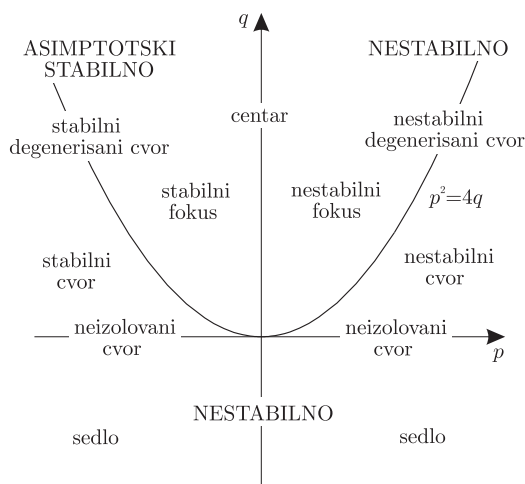 q
ASIMPTOTSKI
STABILNO
NESTABILNO
centar
stabilni
degenerisani cvor
nestabilni
degenerisani cvor
stabilni
fokus
nestabilni
fokus
p²=4q
stabilni
cvor
nestabilni
cvor
neizolovani
cvor
neizolovani
cvor
p
NESTABILNO
sedlo
sedlo